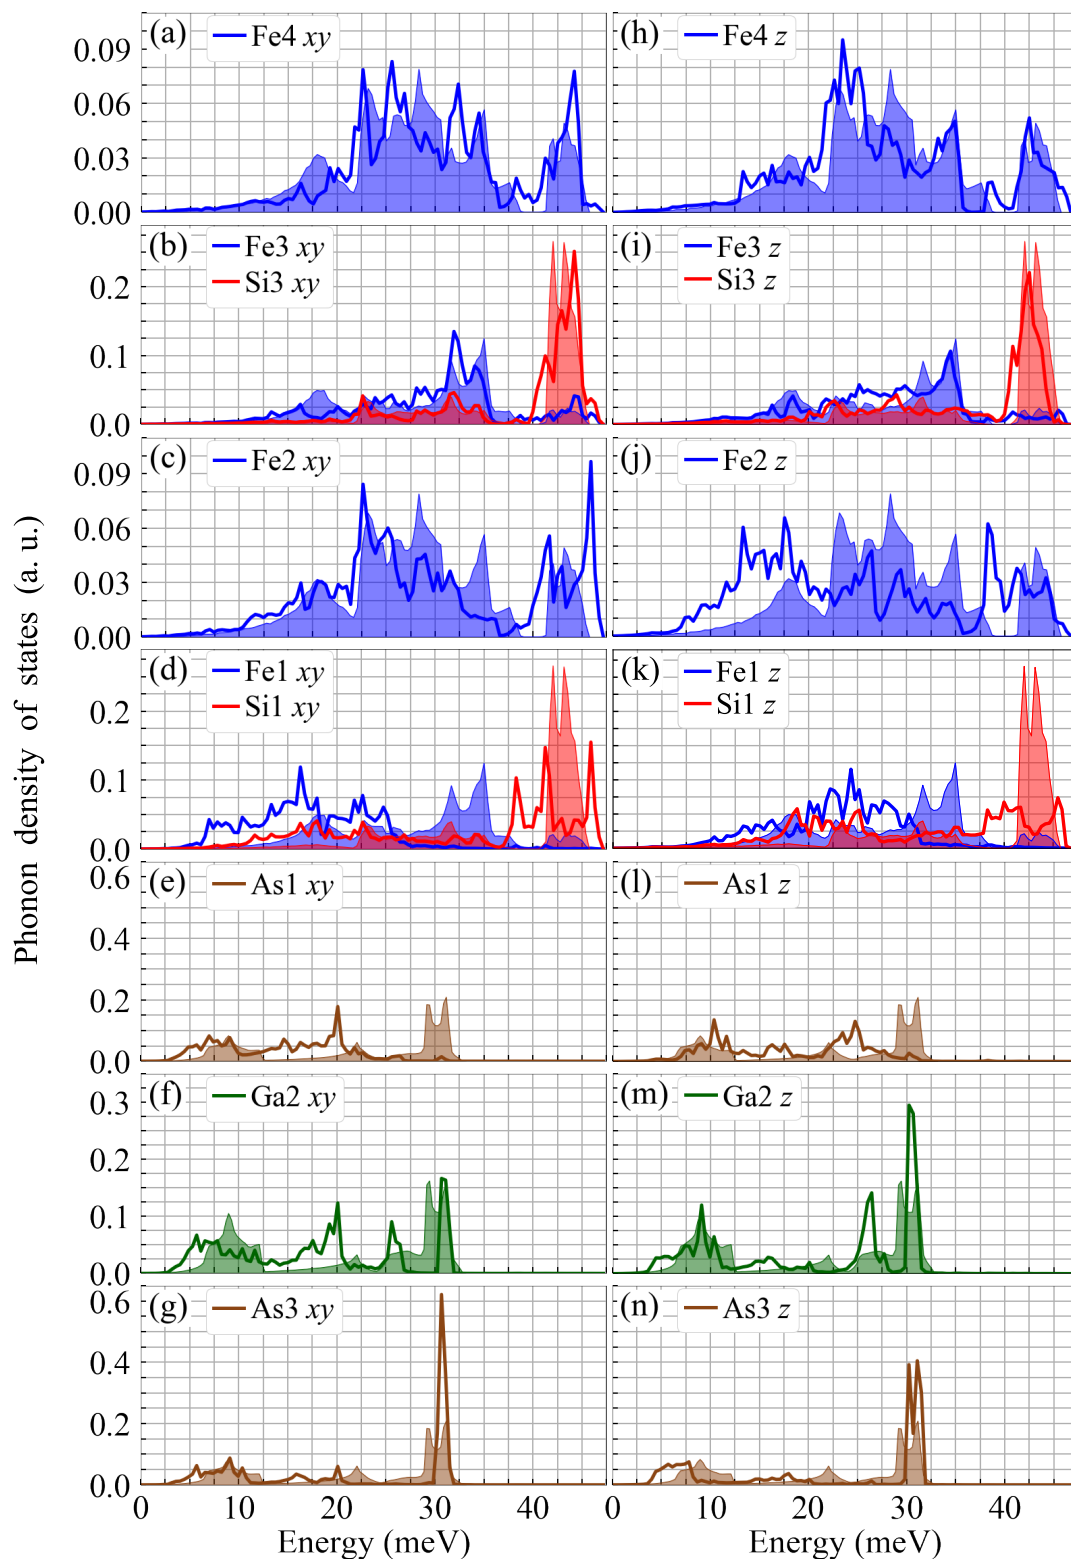 (a) Fe4 xy
0.09
0.06
0.03
0.00
(h) Fe4 z
(b) Fe3 xy
Si3 xy
0.2
0.1
0.0
(i) Fe3 z
Si3 z
(c) Fe2 xy
0.09
0.06
0.03
0.00
(j) Fe2 z
(d) Fe1 xy
Si1 xy
0.2
0.1
0.0
(k) Fe1 z
Si1 z
(e) As1 xy
0.6
0.4
0.2
0.0
(l) As1 z
(f) Ga2 xy
0.3
0.2
0.1
0.0
(m) Ga2 z
(g) As3 xy
0.6
0.4
0.2
0.0
(n) As3 z
0 10 20 30 40
0 10 20 30 40
Energy (meV)
Energy (meV)
Phonon density of states (a. u.)